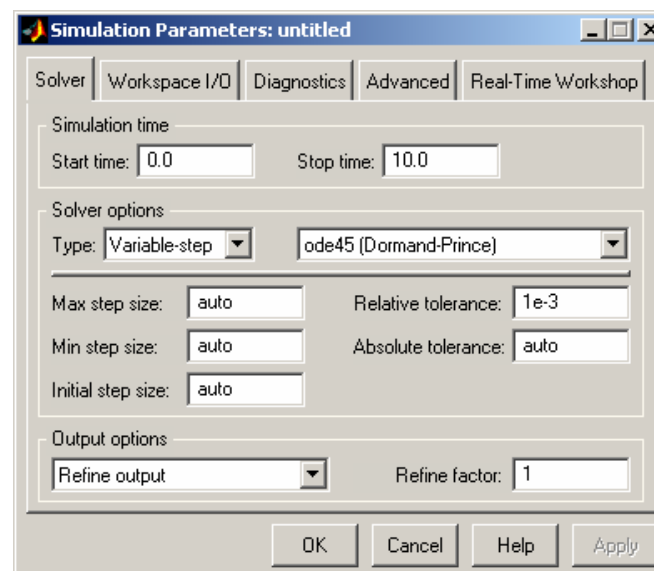 Simulation Parameters: untitled
Solver Workspace I/O Diagnostics Advanced Real-Time Workshop
Simulation time
Start time: 0.0 Stop time: 10.0
Solver options
Type: Variable-step ode45 (Dormand-Prince)
Max step size: auto Relative tolerance: 1e-3
Min step size: auto Absolute tolerance: auto
Initial step size: auto
Output options
Refine output Refine factor: 1
OK Cancel Help Apply